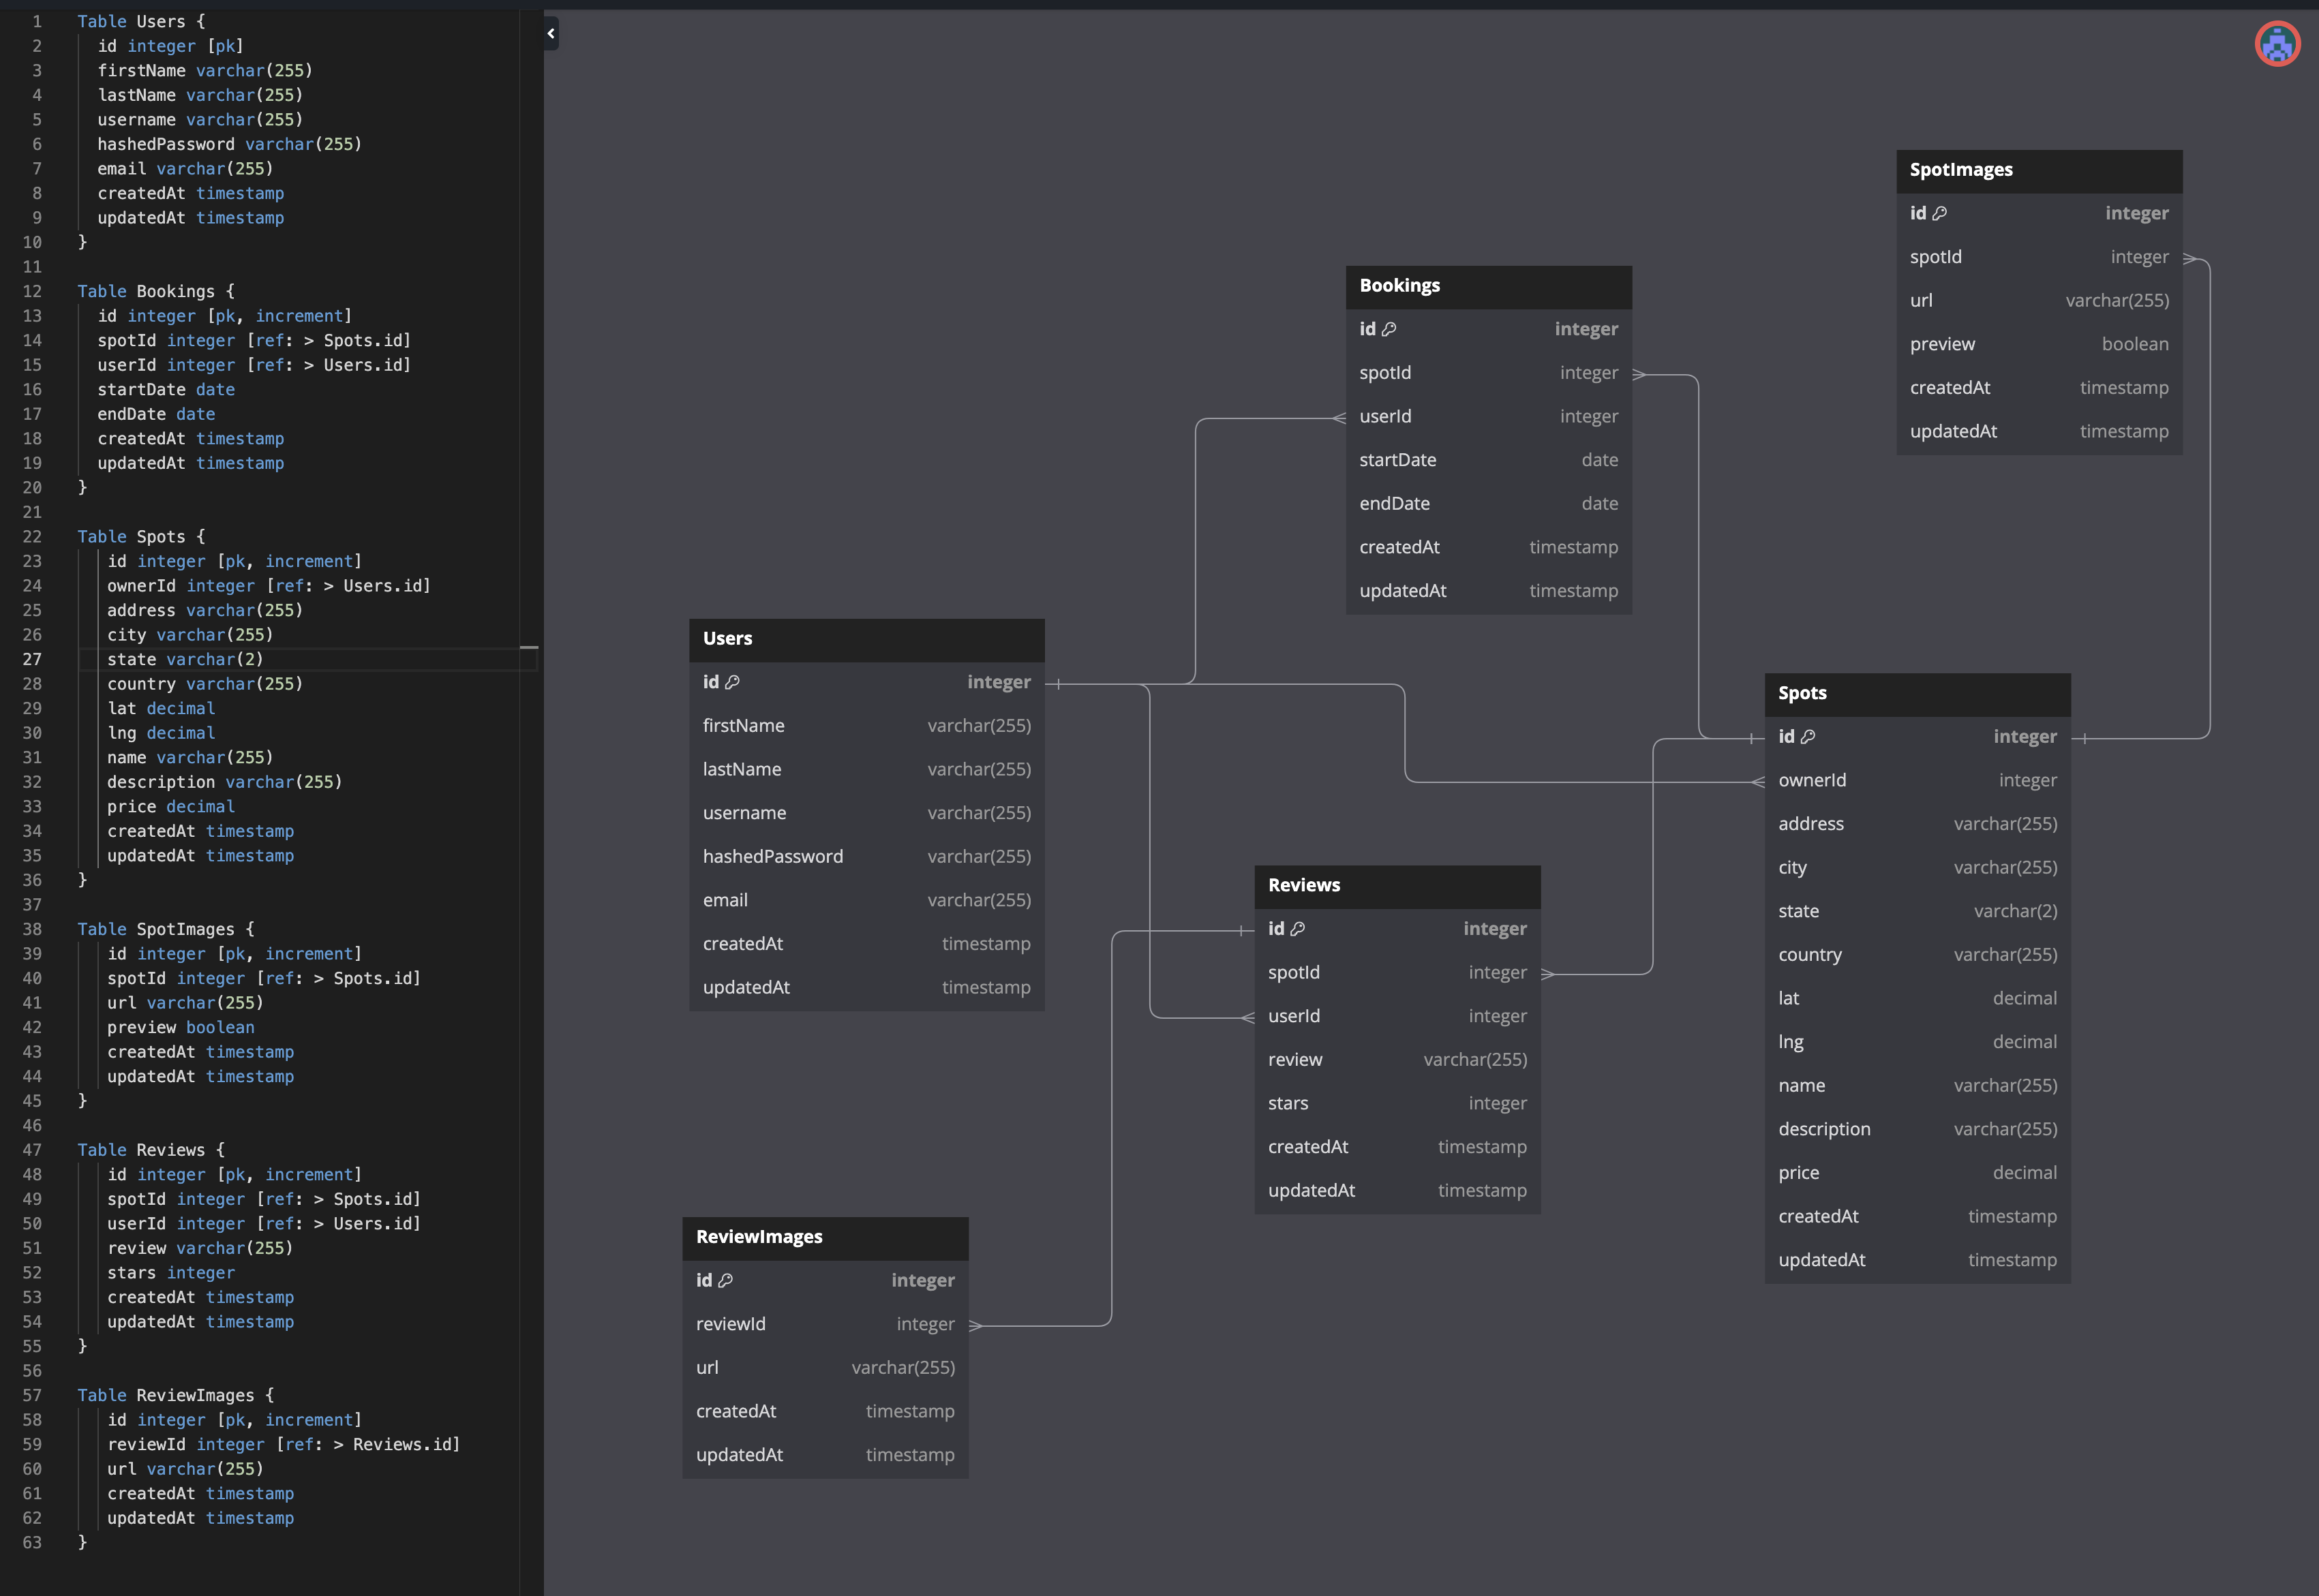 1 Table Users {
2 id integer [pk]
3 firstName varchar(255)
4 lastName varchar(255)
5 username varchar(255)
6 hashedPassword varchar(255)
7 email varchar(255)
8 createdAt timestamp
9 updatedAt timestamp
10 }
11
12 Table Bookings {
13 id integer [pk, increment]
14 spotId integer [ref: > Spots.id]
15 userId integer [ref: > Users.id]
16 startDate date
17 endDate date
18 createdAt timestamp
19 updatedAt timestamp
20 }
21
22 Table Spots {
23 id integer [pk, increment]
24 ownerId integer [ref: > Users.id]
25 address varchar(255)
26 city varchar(255)
27 state varchar(2)
28 country varchar(255)
29 lat decimal
30 lng decimal
31 name varchar(255)
32 description varchar(255)
33 price decimal
34 createdAt timestamp
35 updatedAt timestamp
36 }
37
38 Table SpotImages {
39 id integer [pk, increment]
40 spotId integer [ref: > Spots.id]
41 url varchar(255)
42 preview boolean
43 createdAt timestamp
44 updatedAt timestamp
45 }
46
47 Table Reviews {
48 id integer [pk, increment]
49 spotId integer [ref: > Spots.id]
50 userId integer [ref: > Users.id]
51 review varchar(255)
52 stars integer
53 createdAt timestamp
54 updatedAt timestamp
55 }
56
57 Table ReviewImages {
58 id integer [pk, increment]
59 reviewId integer [ref: > Reviews.id]
60 url varchar(255)
61 createdAt timestamp
62 updatedAt timestamp
63 }
SpotImages
id integer
spotId integer
url varchar(255)
preview boolean
createdAt timestamp
updatedAt timestamp
Bookings
id integer
spotId integer
userId integer
startDate date
endDate date
createdAt timestamp
updatedAt timestamp
Users
id integer
firstName varchar(255)
lastName varchar(255)
username varchar(255)
hashedPassword varchar(255)
email varchar(255)
createdAt timestamp
updatedAt timestamp
Spots
id integer
ownerId integer
address varchar(255)
city varchar(255)
state varchar(2)
country varchar(255)
lat decimal
lng decimal
name varchar(255)
description varchar(255)
price decimal
createdAt timestamp
updatedAt timestamp
Reviews
id integer
spotId integer
userId integer
review varchar(255)
stars integer
createdAt timestamp
updatedAt timestamp
ReviewImages
id integer
reviewId integer
url varchar(255)
createdAt timestamp
updatedAt timestamp